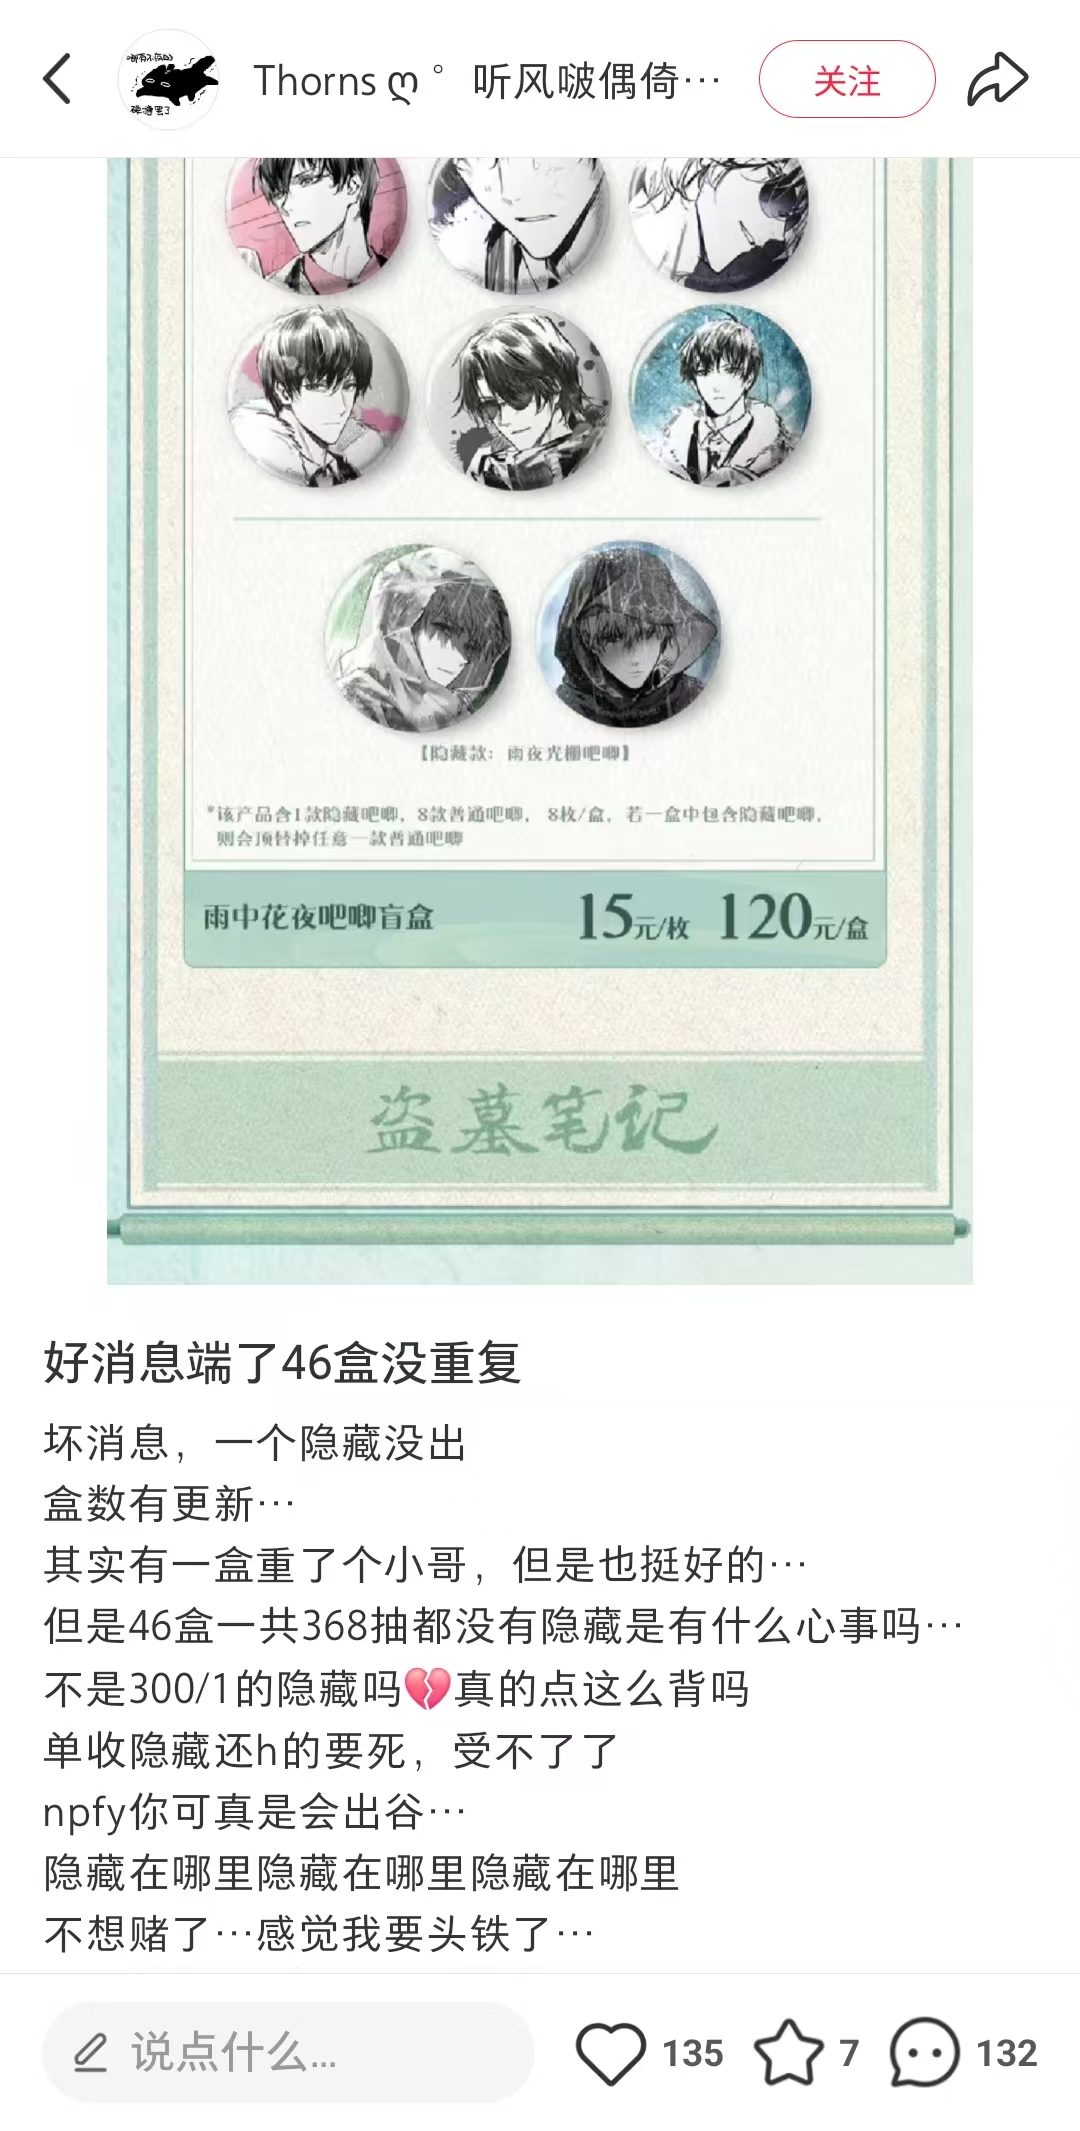 Thorns ღ ° 听风啵偶倚…
关注
【隐藏款：雨夜光栅吧唧】
*该产品含1款隐藏吧唧，8款普通吧唧，8枚/盒，若一盒中包含隐藏吧唧，
则会顶替掉任意一款普通吧唧
雨中花夜吧唧盲盒 15元/枚 120元/盒
盗墓笔记
好消息端了46盒没重复
坏消息，一个隐藏没出
盒数有更新…
其实有一盒重了个小哥，但是也挺好的…
但是46盒一共368抽都没有隐藏是有什么心事吗…
不是300/1的隐藏吗💔真的点这么背吗
单收隐藏还h的要死，受不了了
npfy你可真是会出谷…
隐藏在哪里隐藏在哪里隐藏在哪里
不想赌了…感觉我要头铁了…
说点什么...
135
7
132